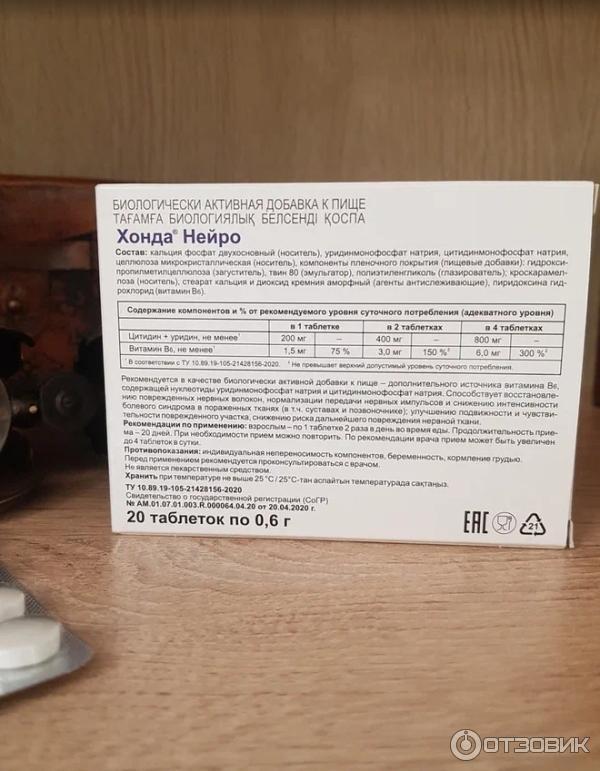 БИОЛОГИЧЕСКИ АКТИВНАЯ ДОБАВКА К ПИЩЕ
ТАҒАМҒА БИОЛОГИЯЛЫҚ БЕЛСЕНДІ ҚОСПА
Хонда® Нейро
Состав: кальция фосфат двухосновный (носитель), уридинмонофосфат натрия, цитидинмонофосфат натрия,
целлюлоза микрокристаллическая (носитель), компоненты пленочного покрытия (пищевые добавки): гидрокси-
пропилметилцеллюлоза (загуститель), твин 80 (эмульгатор), полиэтиленгликоль (глазирователь); кроскармел-
лоза (носитель), стеарат кальция и диоксид кремния аморфный (агенты антислеживающие), пиридоксина гид-
рохлорид (витамин В6).
Содержание компонентов и % от рекомендуемого уровня суточного потребления (адекватного уровня)
в 1 таблетке в 2 таблетках в 4 таблетках
Цитидин + уридин, не менее¹ 200 мг – 400 мг – 800 мг –
Витамин В6, не менее¹ 1,5 мг 75 % 3,0 мг 150 %² 6,0 мг 300 %²
¹ В соответствии с ТУ 10.89.19-105-21428156-2020. ² Не превышает верхний допустимый уровень суточного потребления.
Рекомендуется в качестве биологически активной добавки к пище – дополнительного источника витамина В6,
содержащей нуклеотиды уридинмонофосфат натрия и цитидинмонофосфат натрия. Способствует восстановле-
нию поврежденных нервных волокон, нормализации передачи нервных импульсов и снижению интенсивности
болевого синдрома в пораженных тканях (в т.ч. суставах и позвоночнике); улучшению подвижности и чувстви-
тельности поврежденного участка, снижению риска дальнейшего повреждения нервной ткани.
Рекомендации по применению: взрослым – по 1 таблетке 2 раза в день во время еды. Продолжительность прие-
ма – 20 дней. При необходимости прием можно повторить. По рекомендации врача прием может быть увеличен
до 4 таблеток в сутки.
Противопоказания: индивидуальная непереносимость компонентов, беременность, кормление грудью.
Перед применением рекомендуется проконсультироваться с врачом.
Не является лекарственным средством.
Хранить при температуре не выше 25 °C / 25°C-тан аспайтын температурада сақтаңыз.
ТУ 10.89.19-105-21428156-2020
Свидетельство о государственной регистрации (СоГР)
№ AM.01.07.01.003.R.000064.04.20 от 20.04.2020 г.
20 таблеток по 0,6 г
EAC
21
ОТЗОВИК